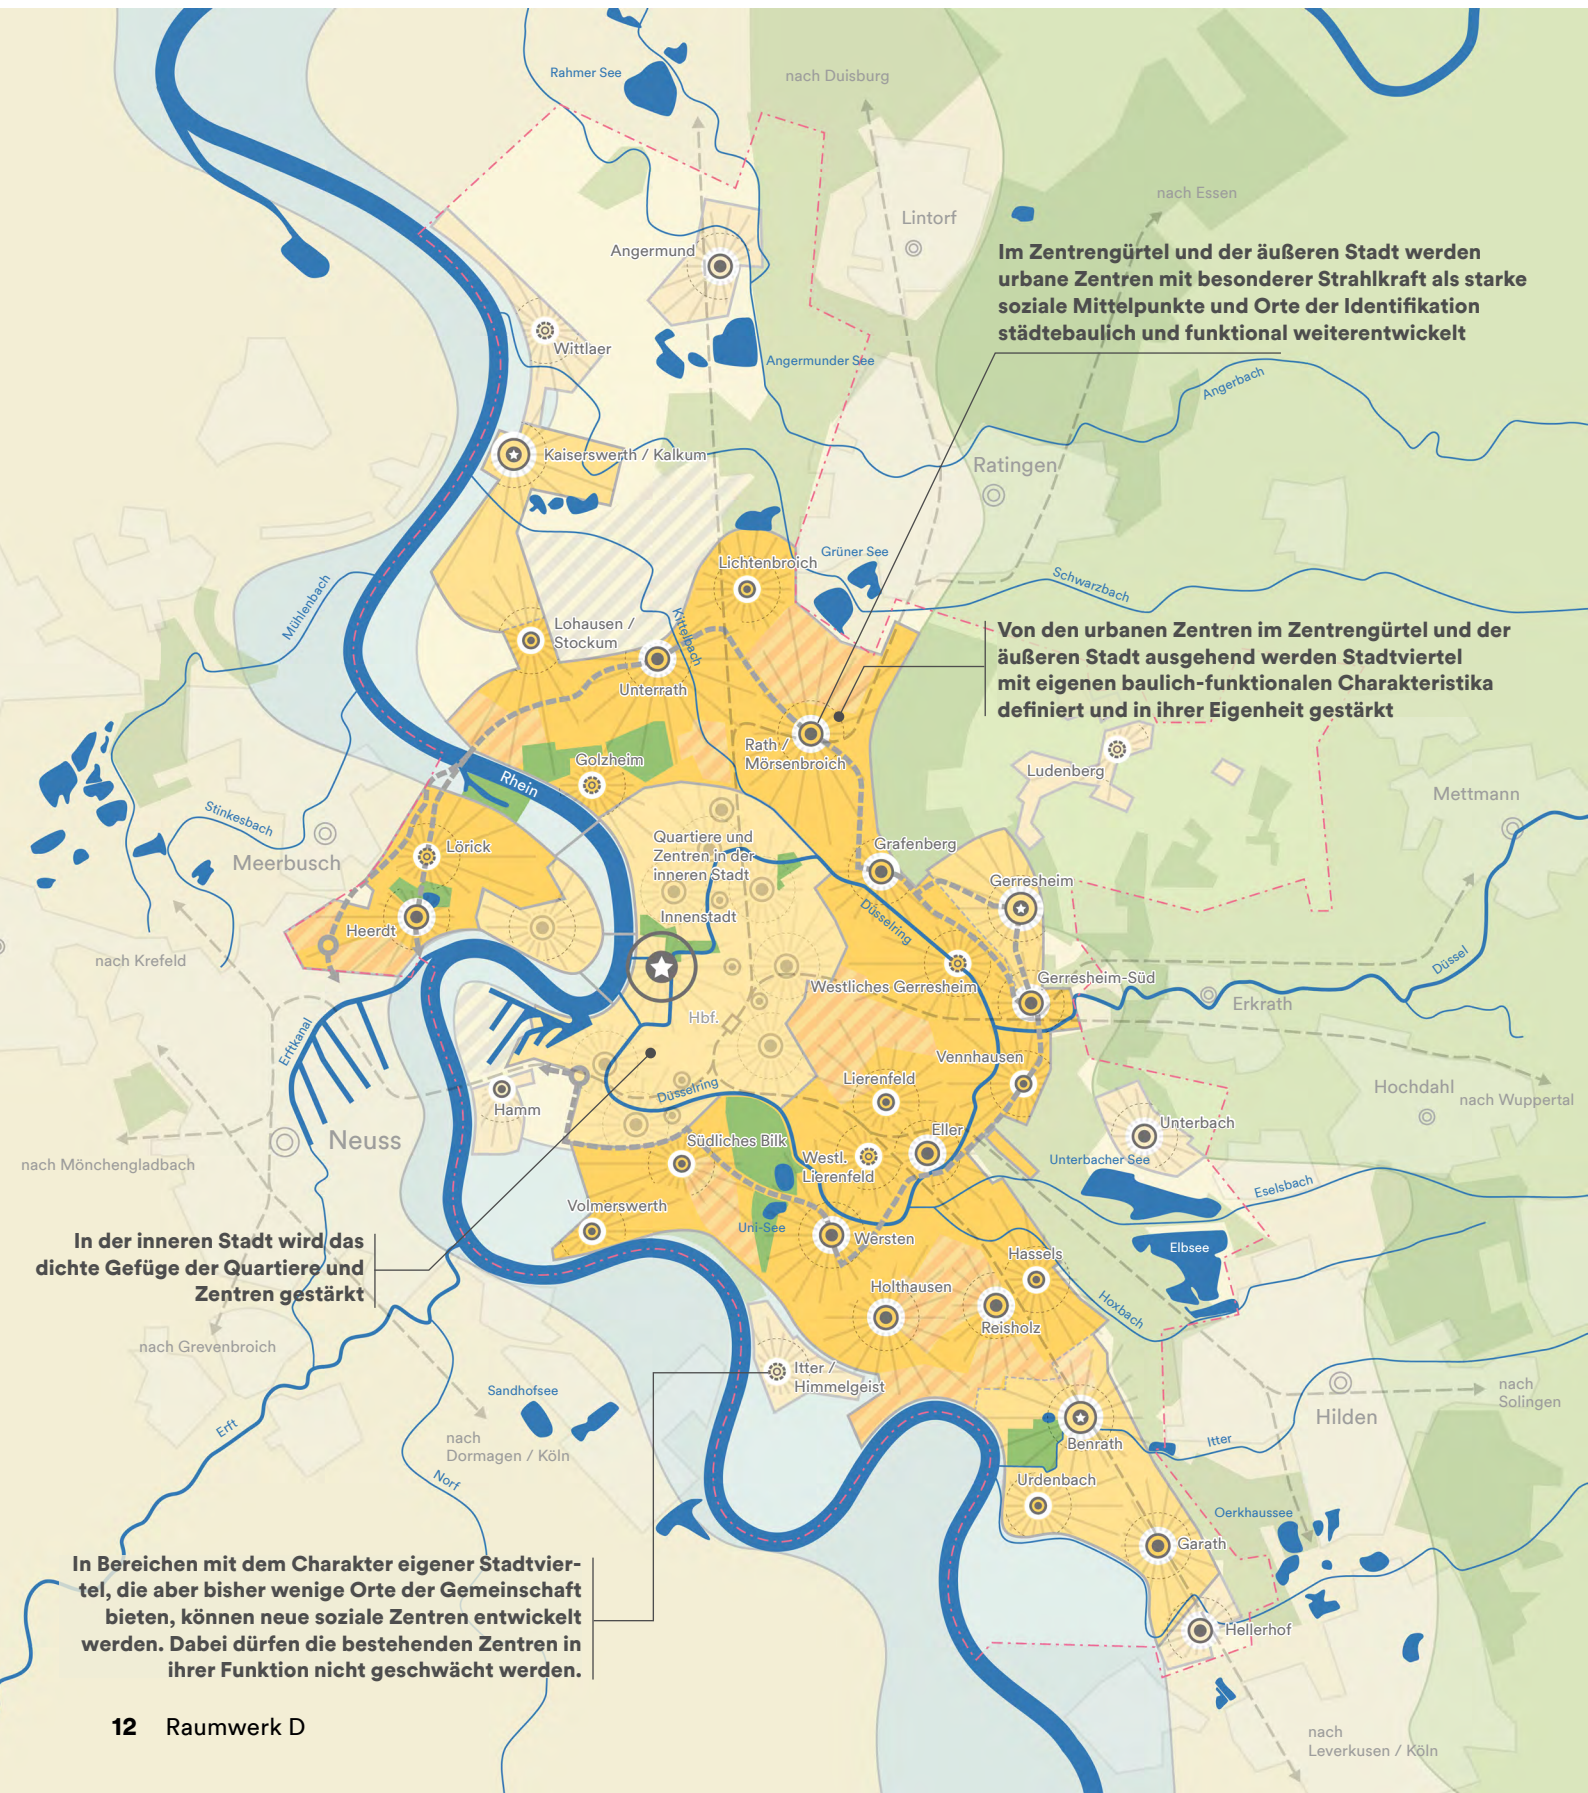 Rahmer See
nach Duisburg
nach Essen
Lintorf
Angermund
Im Zentrengürtel und der äußeren Stadt werden
urbane Zentren mit besonderer Strahlkraft als starke
soziale Mittelpunkte und Orte der Identifikation
städtebaulich und funktional weiterentwickelt
Wittlaer
Angermunder See
Angerbach
Kaiserswerth / Kalkum
Ratingen
Grüner See
Lichtenbroich
Schwarzbach
Mühlenbach
Kittelbach
Lohausen /
Stockum
Unterrath
Von den urbanen Zentren im Zentrengürtel und der
äußeren Stadt ausgehend werden Stadtviertel
mit eigenen baulich-funktionalen Charakteristika
definiert und in ihrer Eigenheit gestärkt
Rath /
Mörsenbroich
Golzheim
Rhein
Ludenberg
Mettmann
Stinkesbach
Meerbusch
Lörick
Quartiere und
Zentren in der
inneren Stadt
Grafenberg
Gerresheim
Innenstadt
Düsselring
Heerdt
nach Krefeld
Westliches Gerresheim
Gerresheim-Süd
Düssel
Erkrath
Hbf.
Erftkanal
Vennhausen
Lierenfeld
Hochdahl
nach Wuppertal
Düsselring
Hamm
Neuss
Südliches Bilk
Eller
Unterbach
Westl.
Lierenfeld
Unterbacher See
nach Mönchengladbach
Eselsbach
Volmerswerth
Uni-See
Wersten
Elbsee
In der inneren Stadt wird das
dichte Gefüge der Quartiere und
Zentren gestärkt
Hassels
Holthausen
Hoxbach
Reisholz
nach Grevenbroich
Itter /
Himmelgeist
Sandhofsee
nach
Solingen
Hilden
Erft
nach
Dormagen / Köln
Benrath
Itter
Norf
Urdenbach
Oerkhaussee
Garath
In Bereichen mit dem Charakter eigener Stadtvier-
tel, die aber bisher wenige Orte der Gemeinschaft
bieten, können neue soziale Zentren entwickelt
werden. Dabei dürfen die bestehenden Zentren in
ihrer Funktion nicht geschwächt werden.
Hellerhof
12 Raumwerk D
nach
Leverkusen / Köln